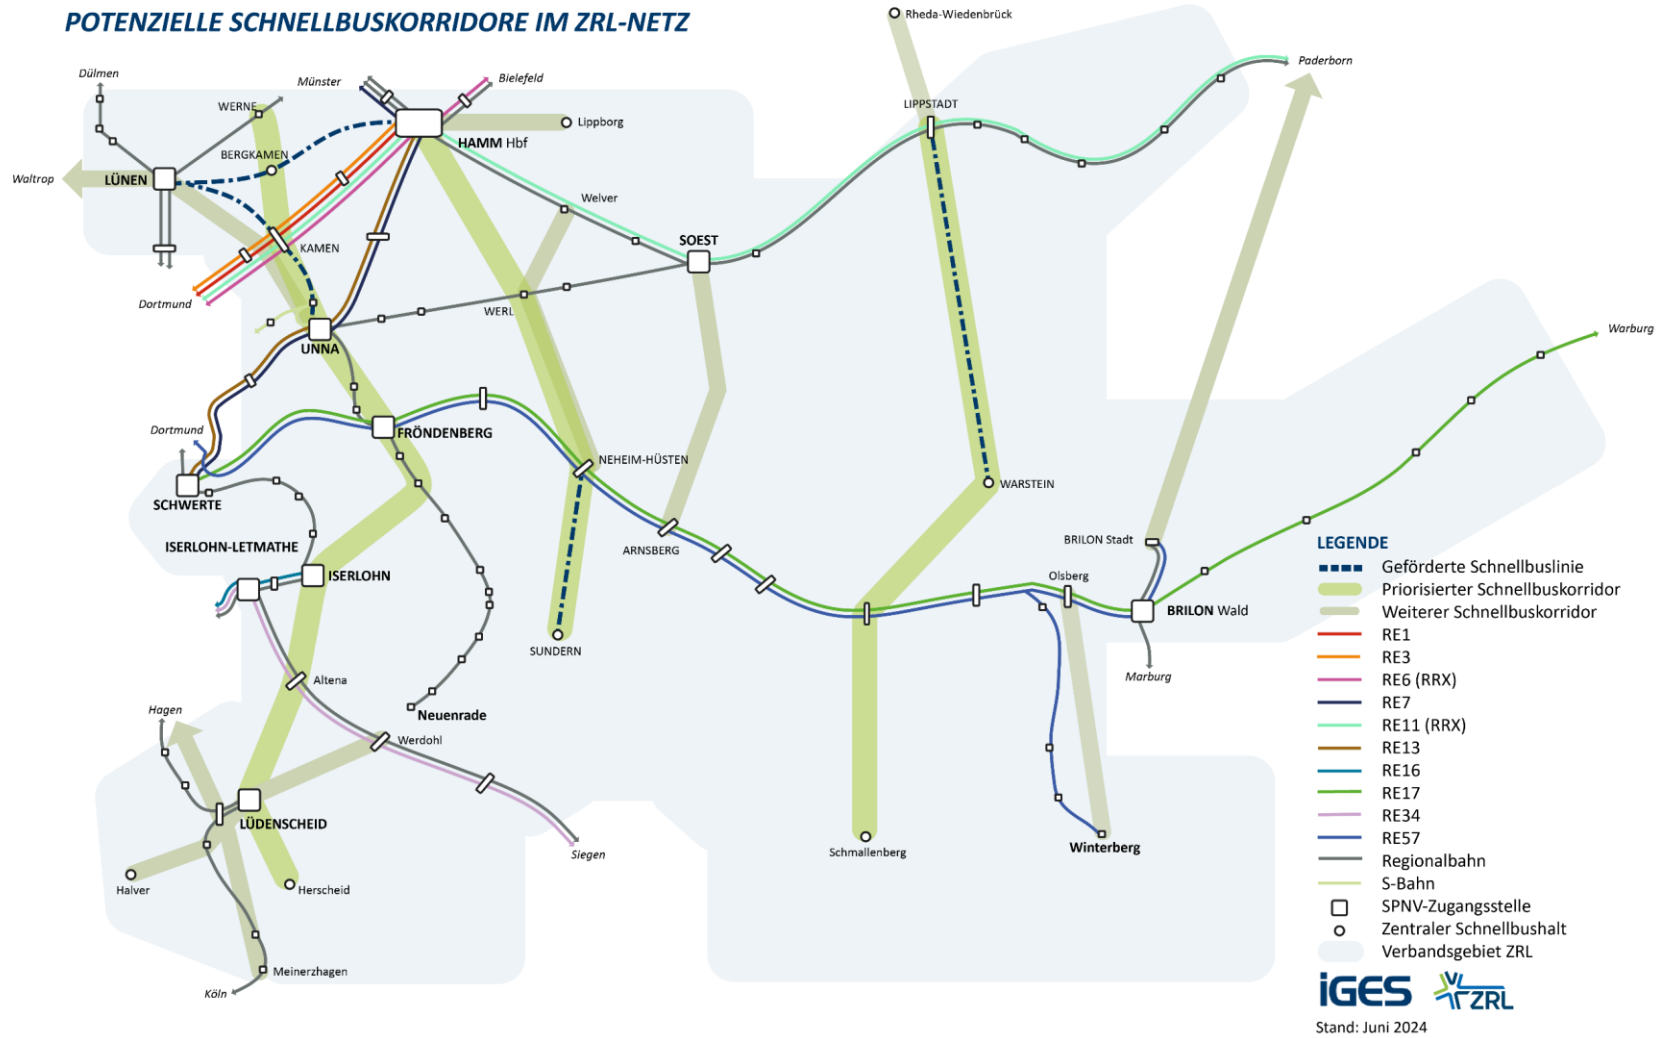 POTENZIELLE SCHNELLBUSKORRIDORE IM ZRL-NETZ
Rheda-Wiedenbrück
Dülmen
Münster
Bielefeld
Paderborn
WERNE
LIPPSTADT
Lippborg
HAMM Hbf
BERGKAMEN
Waltrop
LÜNEN
Welver
KAMEN
SOEST
Dortmund
WERL
UNNA
Warburg
Dortmund
FRÖNDENBERG
NEHEIM-HÜSTEN
WARSTEIN
SCHWERTE
ARNSBERG
BRILON Stadt
ISERLOHN-LETMATHE
ISERLOHN
Olsberg
BRILON Wald
SUNDERN
Marburg
Altena
Hagen
Neuenrade
Werdohl
LÜDENSCHEID
Siegen
Schmallenberg
Winterberg
Halver
Herscheid
Meinerzhagen
Köln
LEGENDE
Geförderte Schnellbuslinie
Priorisierter Schnellbuskorridor
Weiterer Schnellbuskorridor
RE1
RE3
RE6 (RRX)
RE7
RE11 (RRX)
RE13
RE16
RE17
RE34
RE57
Regionalbahn
S-Bahn
SPNV-Zugangsstelle
Zentraler Schnellbushalt
Verbandsgebiet ZRL
iGES ZRL
Stand: Juni 2024